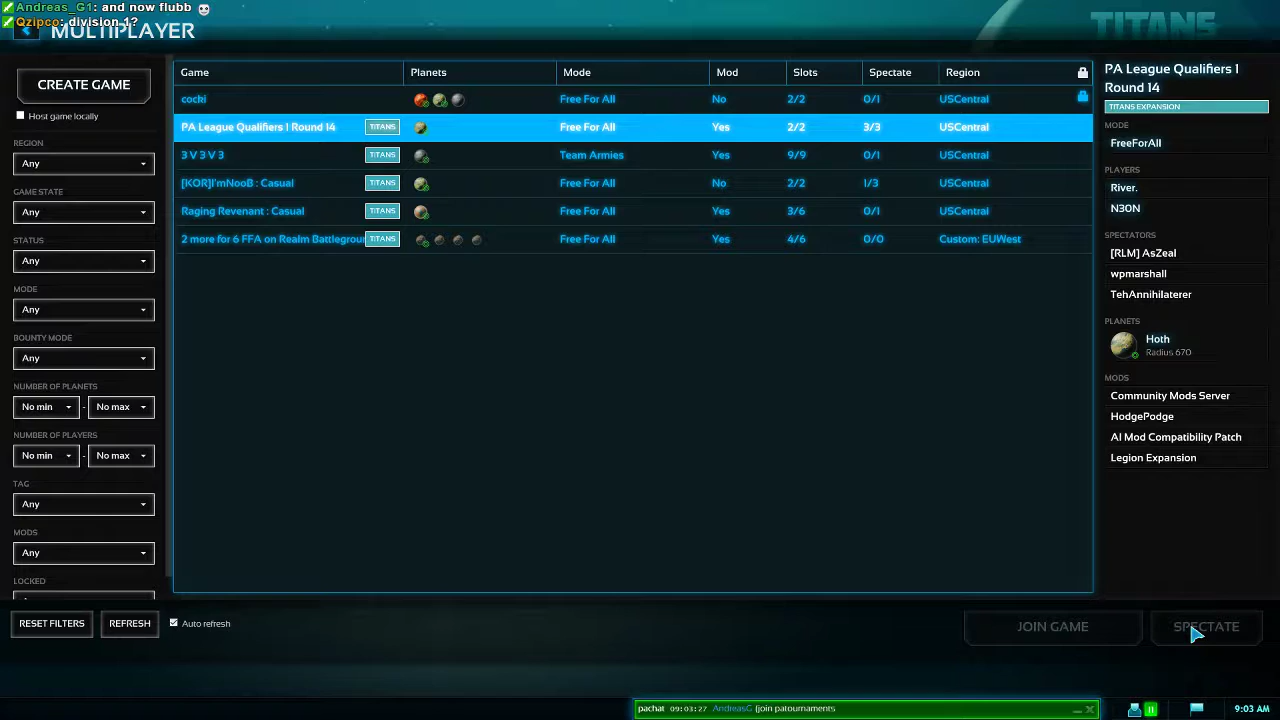 Andreas_G1: and now flubb
Qzipco: division 1?
MULTIPLAYER
TITANS
CREATE GAME
Host game locally
REGION
Any
GAME STATE
Any
STATUS
Any
MODE
Any
BOUNTY MODE
Any
NUMBER OF PLANETS
No min - No max
NUMBER OF PLAYERS
No min - No max
TAG
Any
MODS
Any
LOCKED
Game Planets Mode Mod Slots Spectate Region
cocki Free For All No 2/2 0/1 USCentral
PA League Qualifiers 1 Round 14 TITANS Free For All Yes 2/2 3/3 USCentral
3 V 3 V 3 TITANS Team Armies Yes 9/9 0/1 USCentral
[KOR]I'mNooB : Casual TITANS Free For All No 2/2 1/3 USCentral
Raging Revenant : Casual TITANS Free For All Yes 3/6 0/1 USCentral
2 more for 6 FFA on Realm Battlegroun TITANS Free For All Yes 4/6 0/0 Custom: EUWest
PA League Qualifiers 1
Round 14
TITANS EXPANSION
MODE
FreeForAll
PLAYERS
River.
N3ON
SPECTATORS
[RLM] AsZeal
wpmarshall
TehAnnihilaterer
PLANETS
Hoth
Radius 670
MODS
Community Mods Server
HodgePodge
AI Mod Compatibility Patch
Legion Expansion
RESET FILTERS REFRESH Auto refresh
JOIN GAME SPECTATE
pachat 09:03:27 AndreasG (join patournaments
9:03 AM